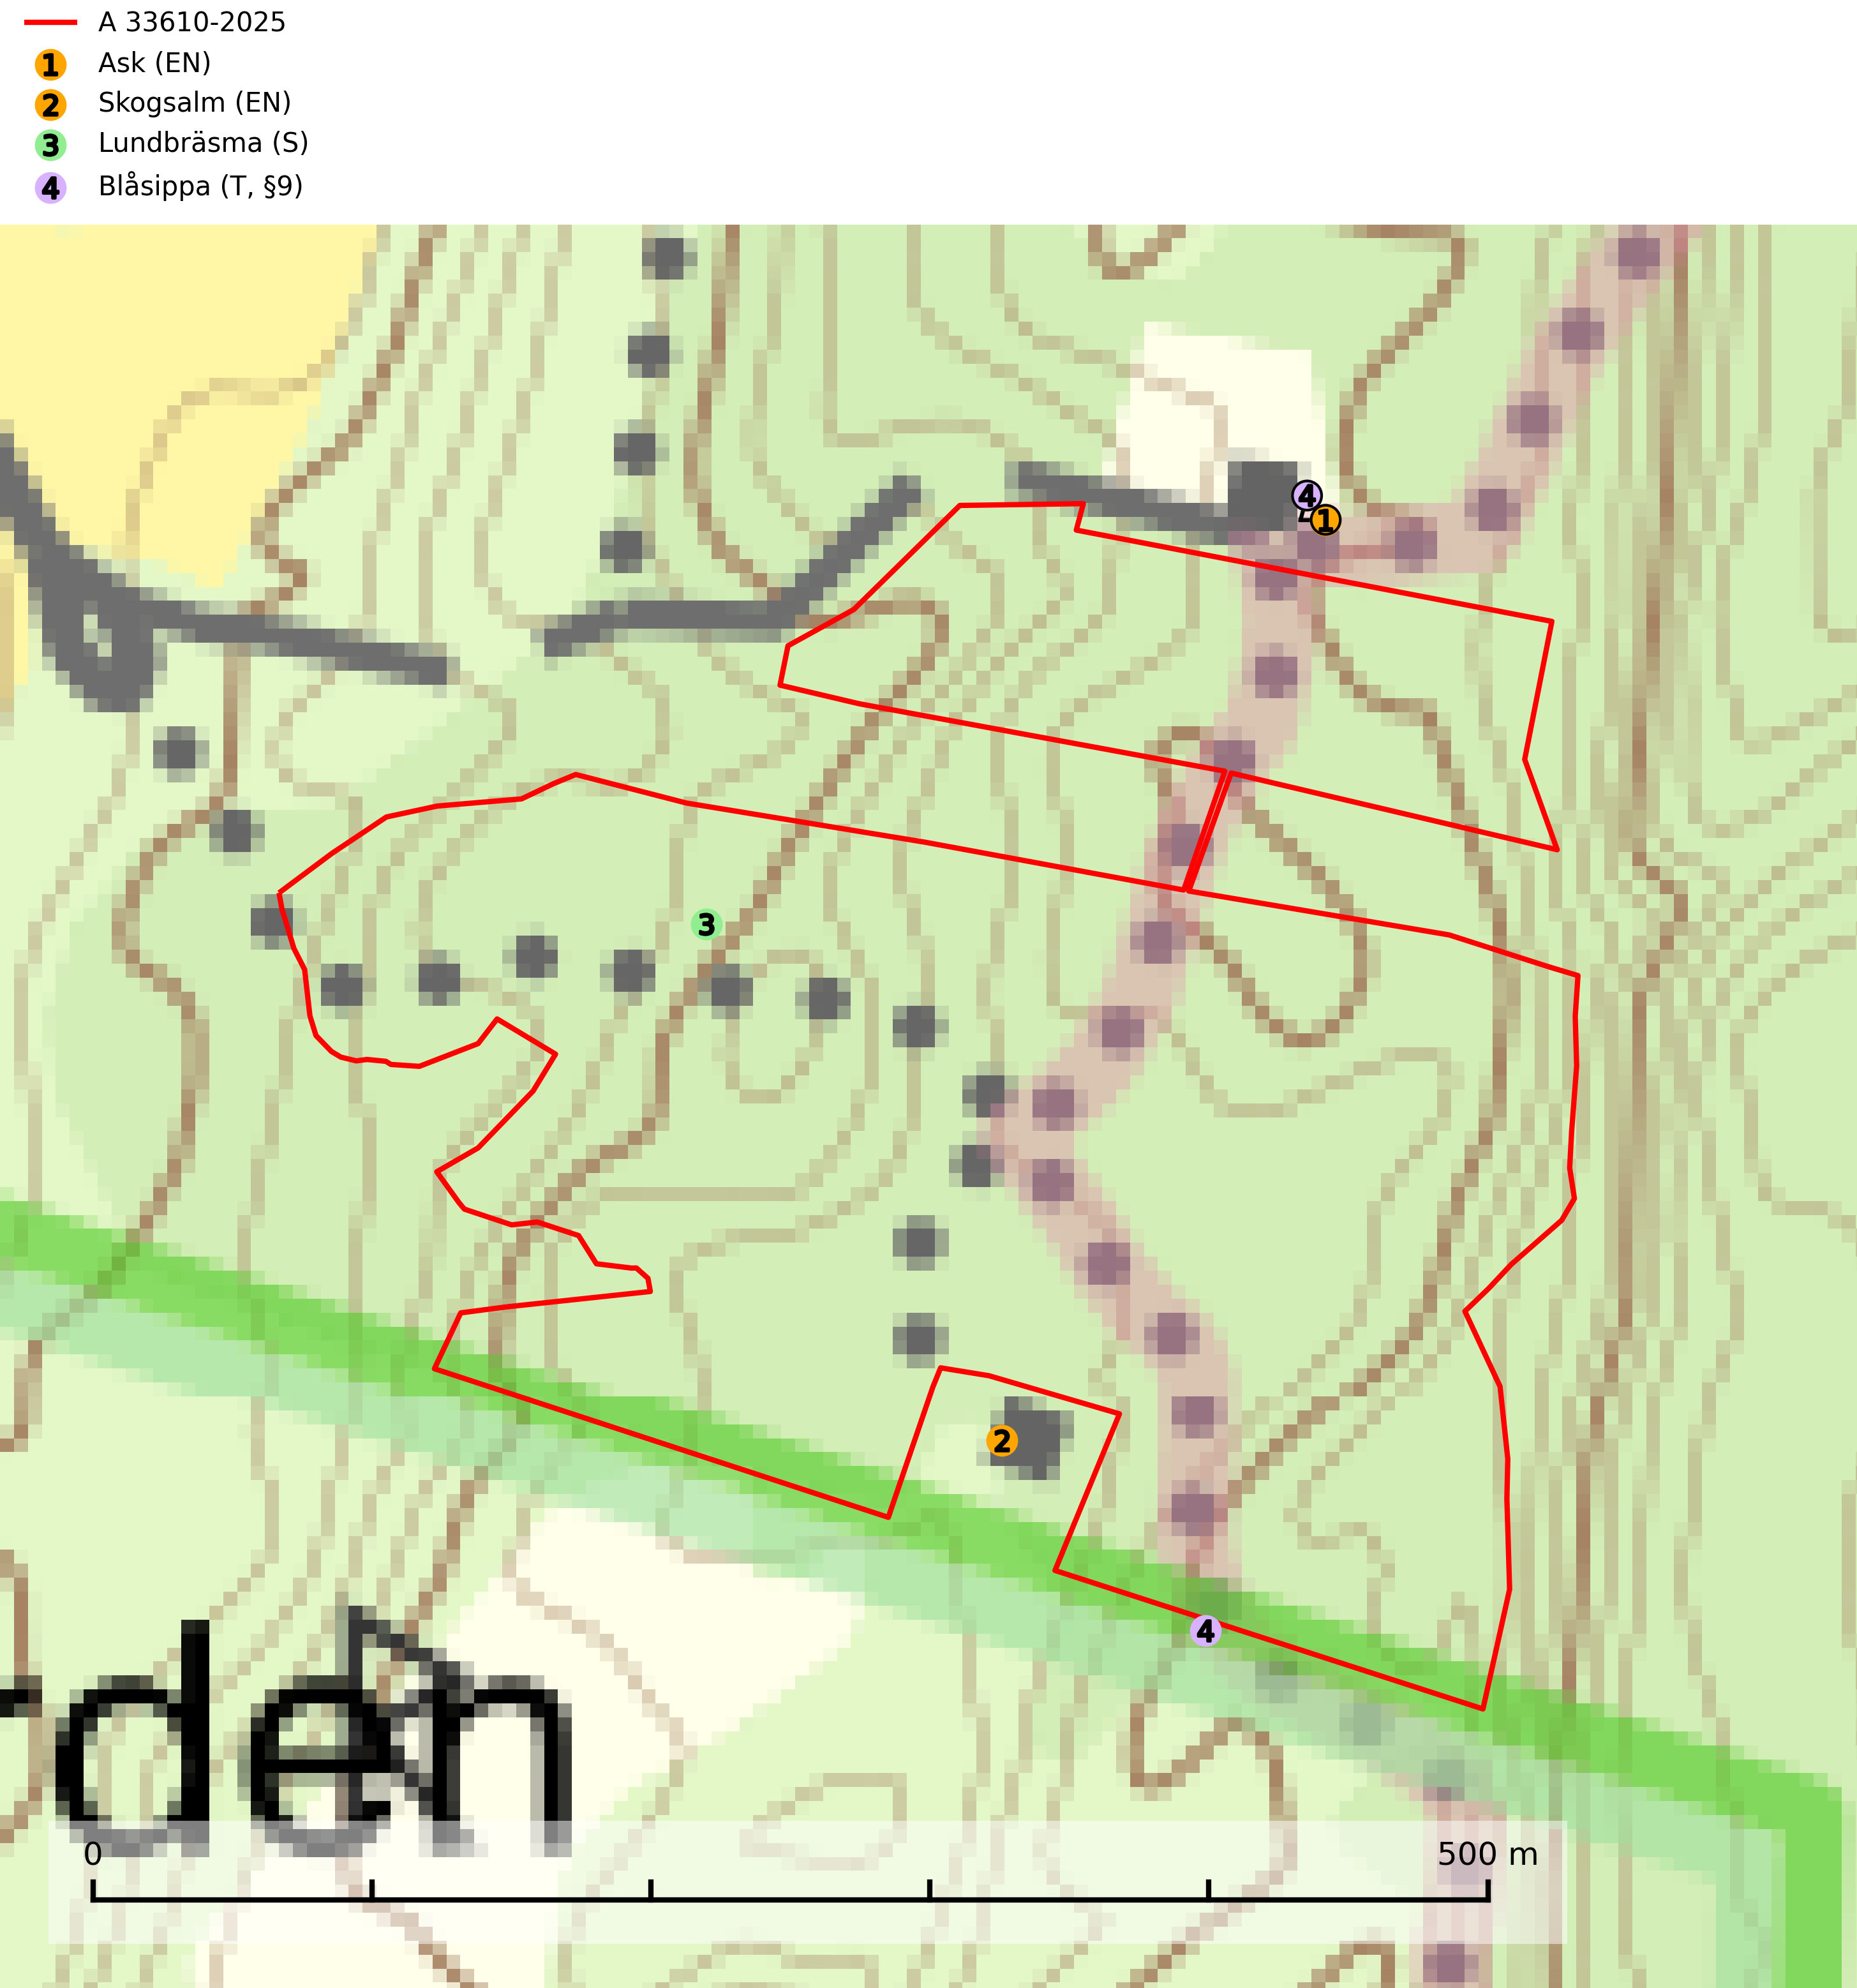 A 33610-2025
1 Ask (EN)
2 Skogsalm (EN)
3 Lundbräsma (S)
4 Blåsippa (T, §9)
4
1
3
2
4
den
0 500 m